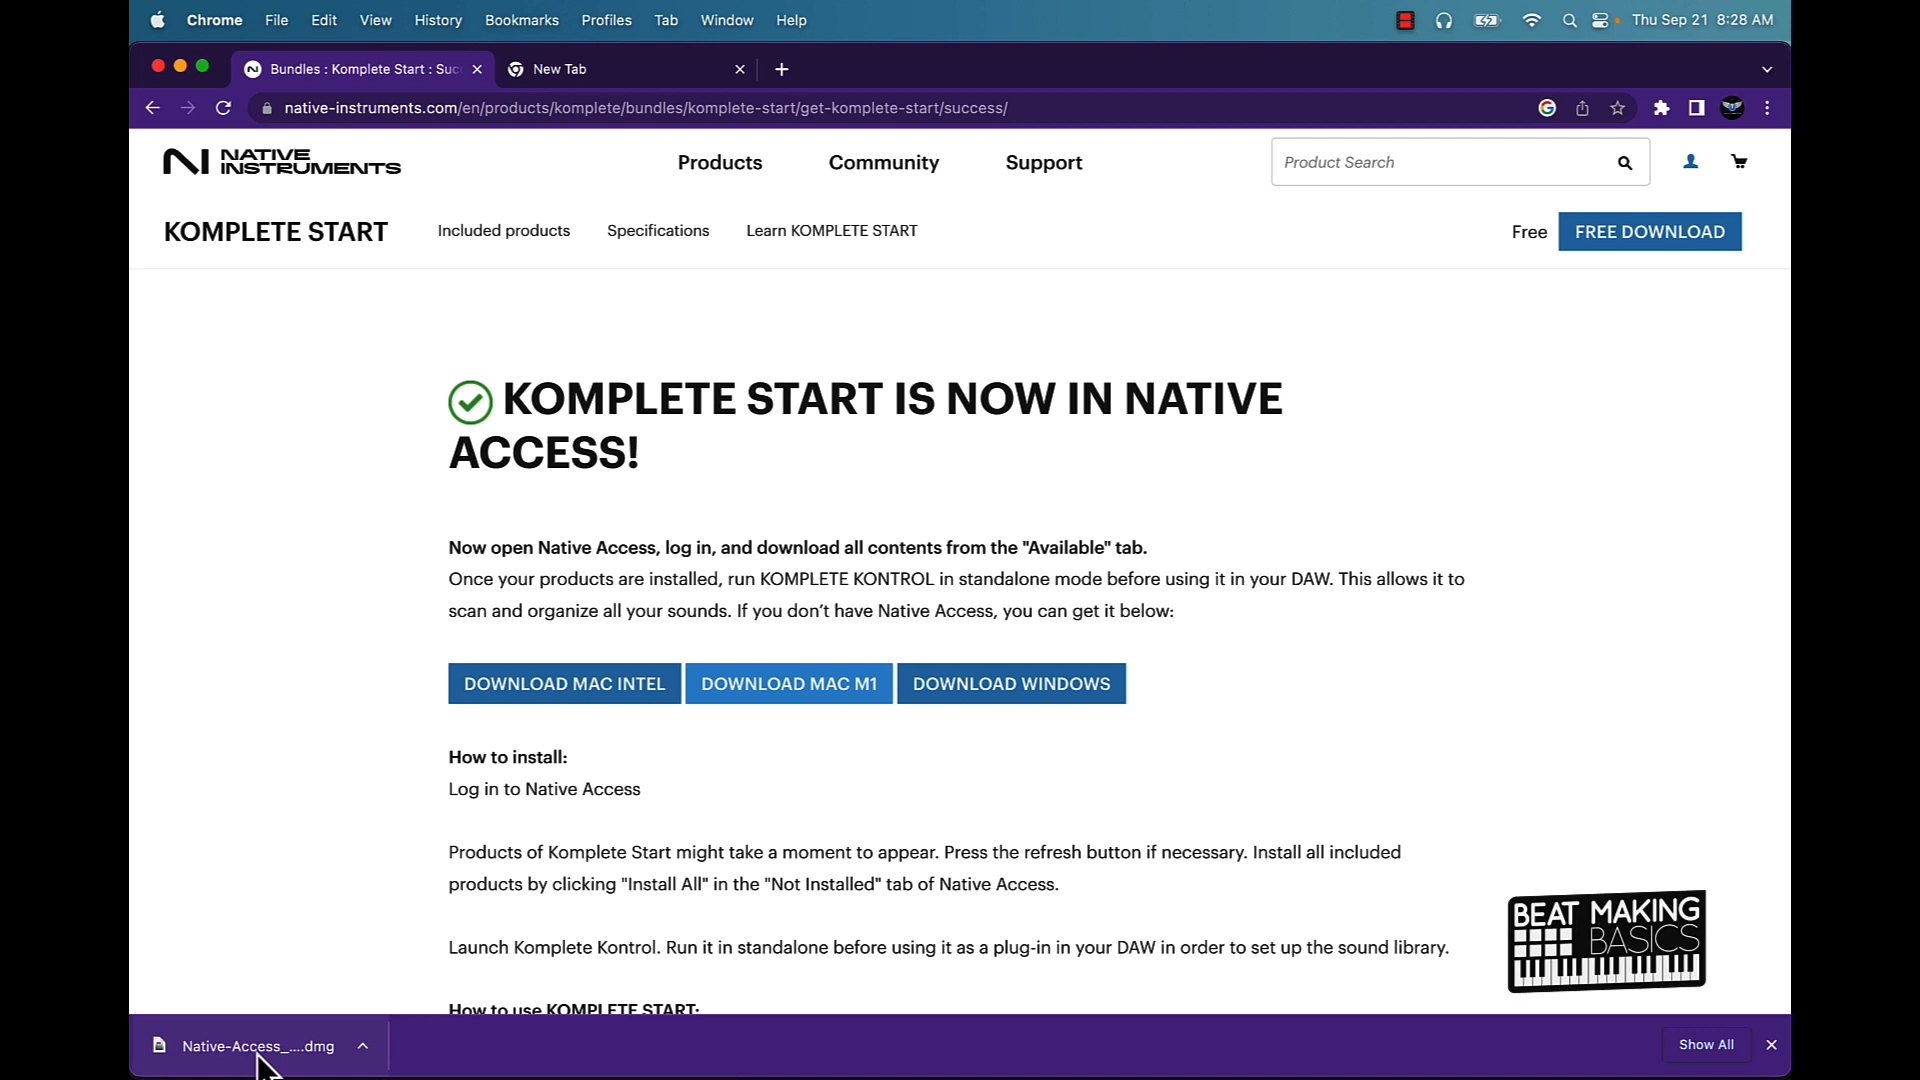 Chrome File Edit View History Bookmarks Profiles Tab Window Help Thu Sep 21 8:28 AM
Bundles : Komplete Start : Suc New Tab
native-instruments.com/en/products/komplete/bundles/komplete-start/get-komplete-start/success/
NATIVE
INSTRUMENTS
Products Community Support Product Search
KOMPLETE START Included products Specifications Learn KOMPLETE START Free FREE DOWNLOAD
KOMPLETE START IS NOW IN NATIVE
ACCESS!
Now open Native Access, log in, and download all contents from the "Available" tab.
Once your products are installed, run KOMPLETE KONTROL in standalone mode before using it in your DAW. This allows it to
scan and organize all your sounds. If you don’t have Native Access, you can get it below:
DOWNLOAD MAC INTEL DOWNLOAD MAC M1 DOWNLOAD WINDOWS
How to install:
Log in to Native Access
Products of Komplete Start might take a moment to appear. Press the refresh button if necessary. Install all included
products by clicking "Install All" in the "Not Installed" tab of Native Access.
Launch Komplete Kontrol. Run it in standalone before using it as a plug-in in your DAW in order to set up the sound library.
BEAT MAKING
BASICS
How to use KOMPLETE START:
Native-Access_....dmg Show All